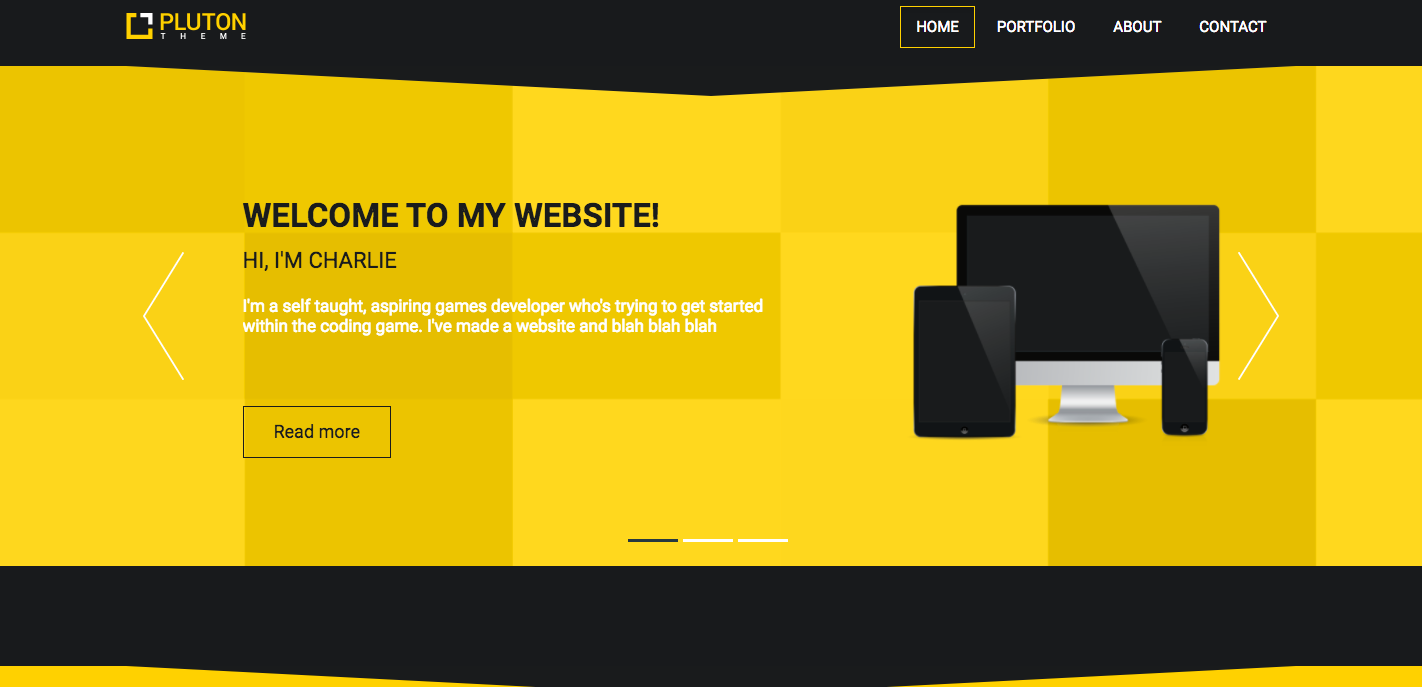 PLUTON
THEME
HOME PORTFOLIO ABOUT CONTACT
WELCOME TO MY WEBSITE!
HI, I'M CHARLIE
I'm a self taught, aspiring games developer who's trying to get started
within the coding game. I've made a website and blah blah blah
Read more